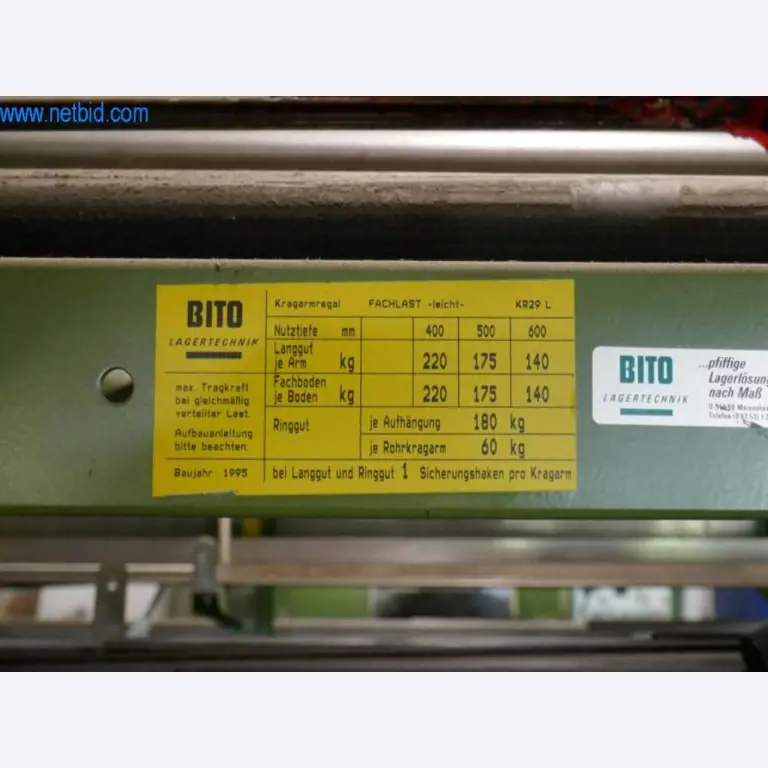 www.netbid.com
BITO
LAGERTECHNIK
max. Tragkraft
bei gleichmäßig
verteilter Last.
Aufbauanleitung
bitte beachten.
Baujahr 1995
Kragarmregal FACHLAST -leicht- KR29 L
Nutztiefe mm 400 500 600
Langgut
je Arm kg 220 175 140
Fachboden
je Boden kg 220 175 140
Ringgut
je Aufhängung 180 kg
je Rohrkragarm 60 kg
bei Langgut und Ringgut 1 Sicherungshaken pro Kragarm
BITO
LAGERTECHNIK
...pfiffige
Lagerlösung
nach Maß